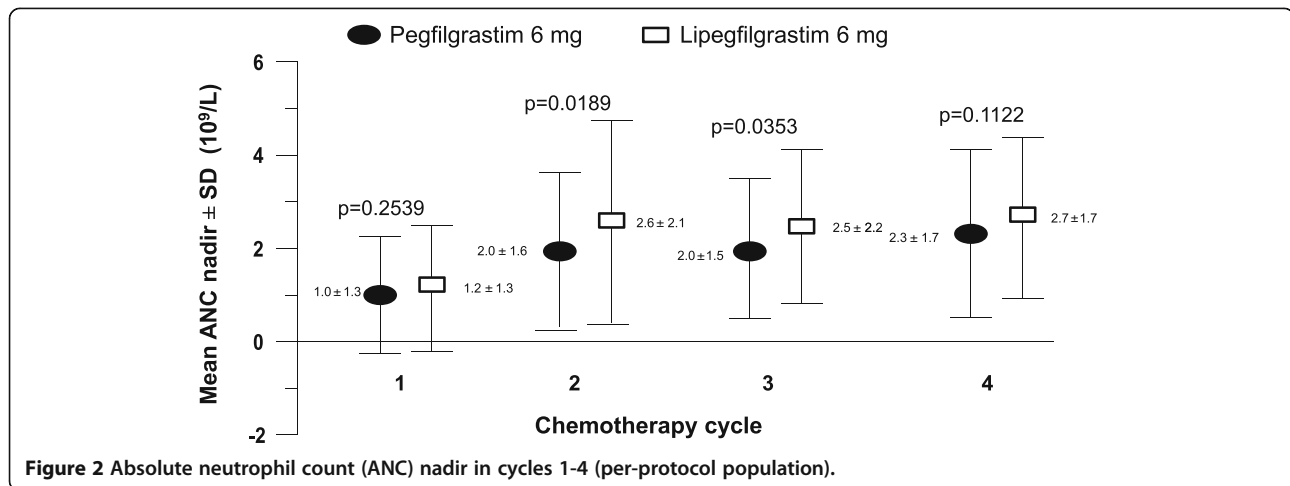 Pegfilgrastim 6 mg Lipegfilgrastim 6 mg
Mean ANC nadir ± SD (10⁹/L)
6
4
2
0
-2
p=0.2539
p=0.0189
p=0.0353
p=0.1122
1.0 ± 1.3
1.2 ± 1.3
2.0 ± 1.6
2.6 ± 2.1
2.0 ± 1.5
2.5 ± 2.2
2.3 ± 1.7
2.7 ± 1.7
1 2 3 4
Chemotherapy cycle
Figure 2 Absolute neutrophil count (ANC) nadir in cycles 1-4 (per-protocol population).